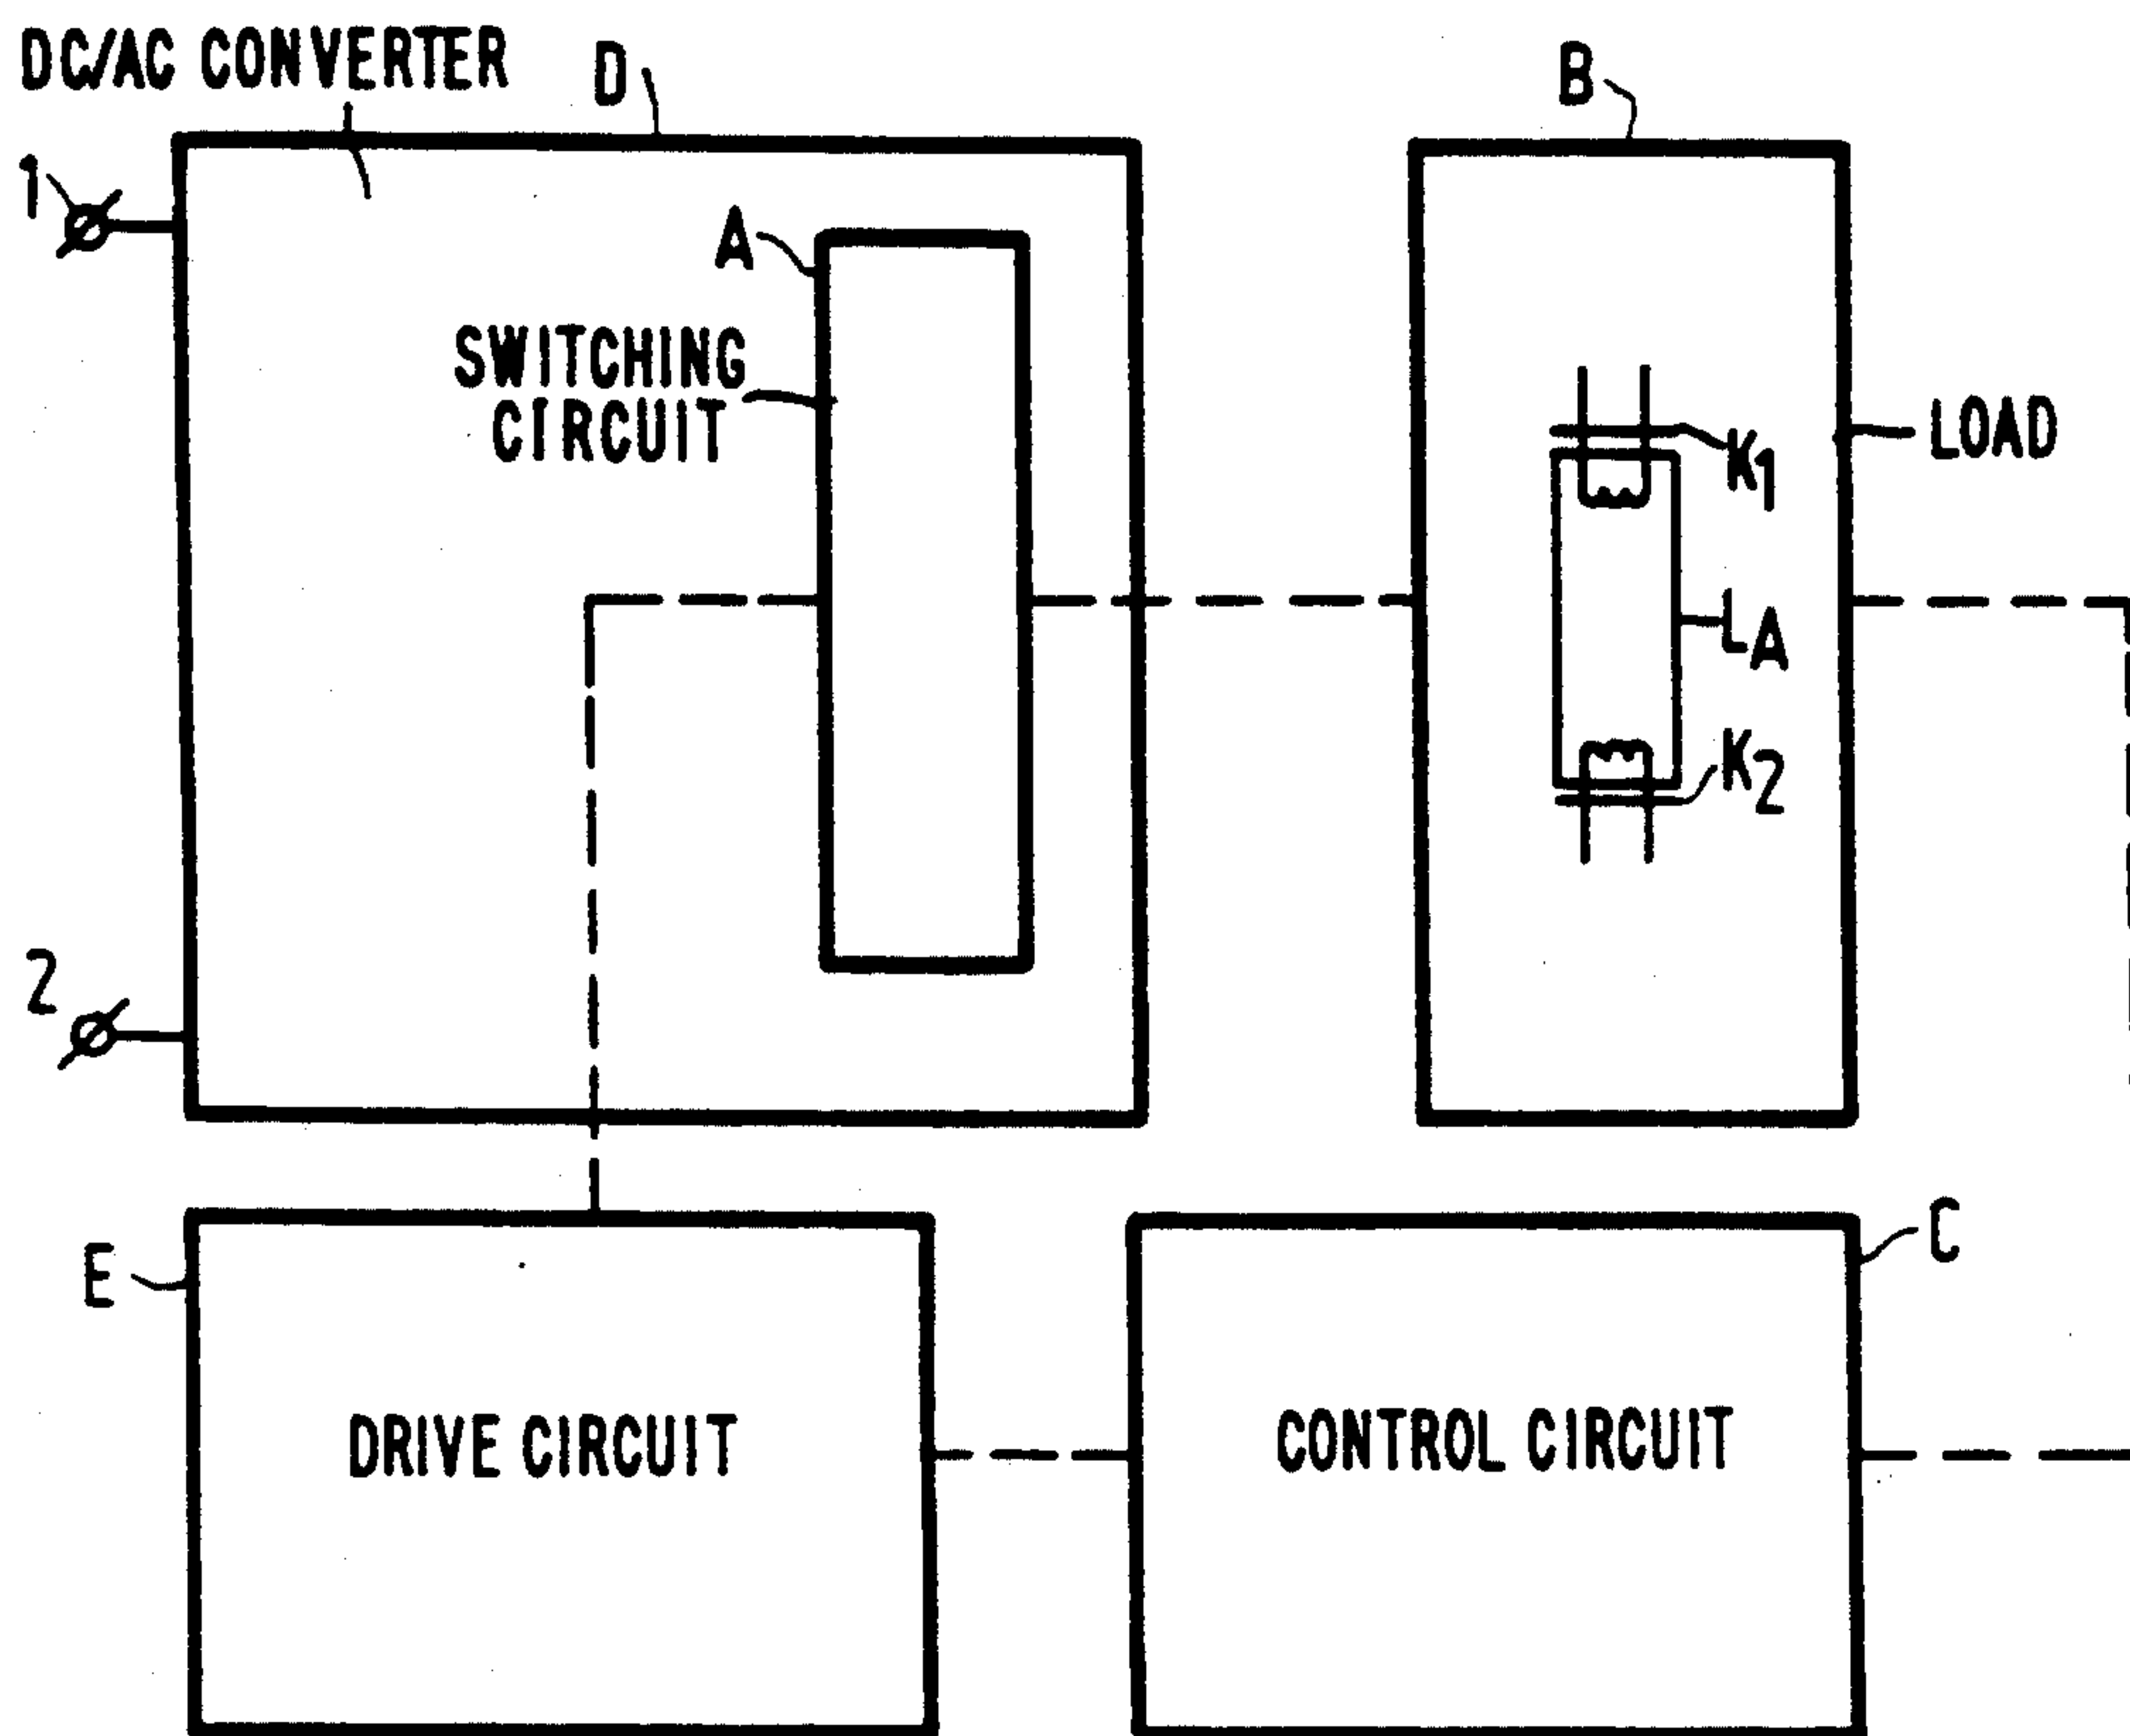 DC/AC CONVERTER
D
B
1
A
SWITCHING
CIRCUIT
LOAD
K1
LA
K2
2
E
C
DRIVE CIRCUIT
CONTROL CIRCUIT